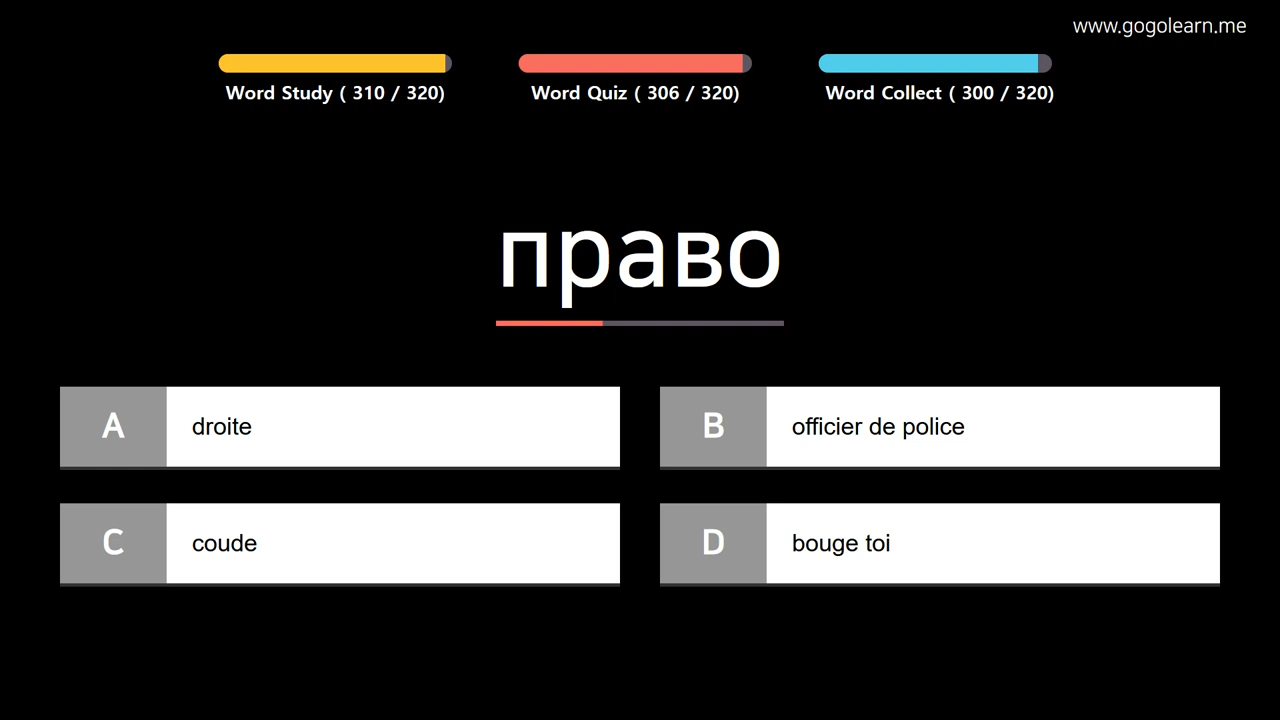 www.gogolearn.me
Word Study ( 310 / 320)
Word Quiz ( 306 / 320)
Word Collect ( 300 / 320)
право
A droite
B officier de police
C coude
D bouge toi